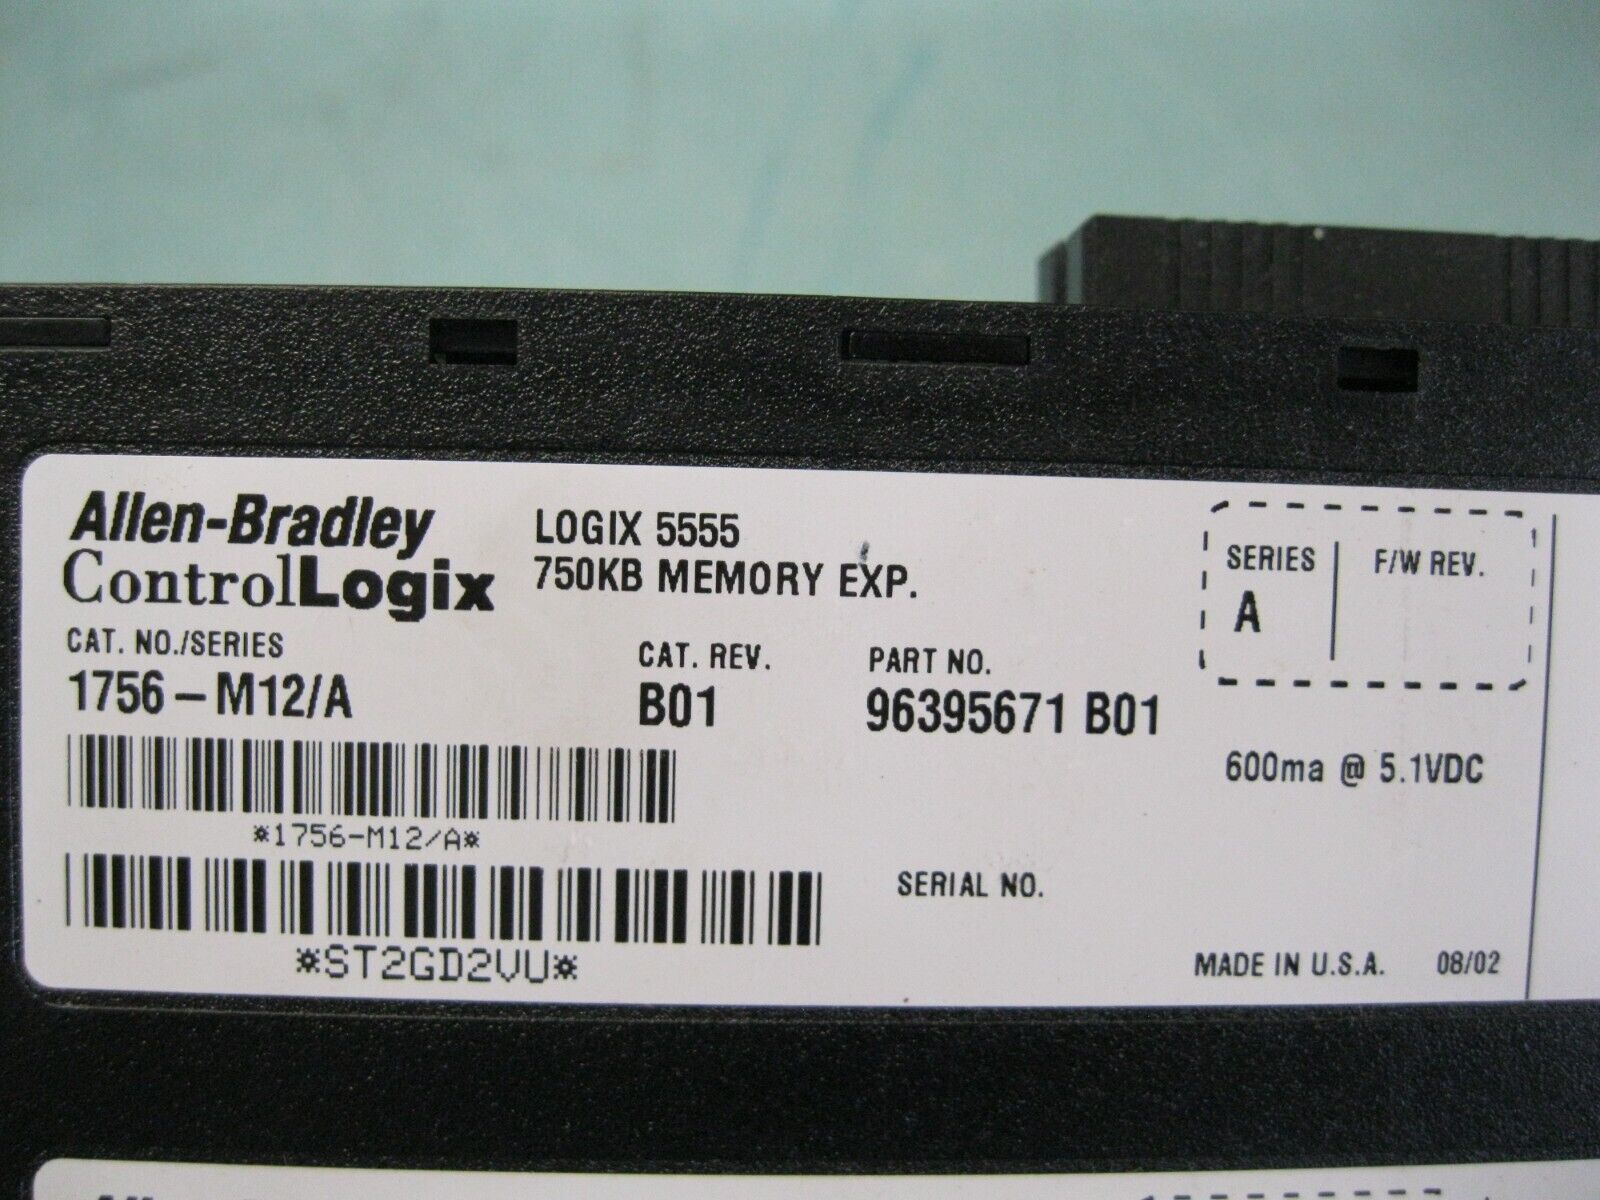 Allen-Bradley
ControlLogix
LOGIX 5555
750KB MEMORY EXP.
SERIES
A
F/W REV.
CAT. NO./SERIES
1756-M12/A
CAT. REV.
B01
PART NO.
96395671 B01
600ma @ 5.1VDC
*1756-M12/A*
SERIAL NO.
*ST2GD2VU*
MADE IN U.S.A. 08/02